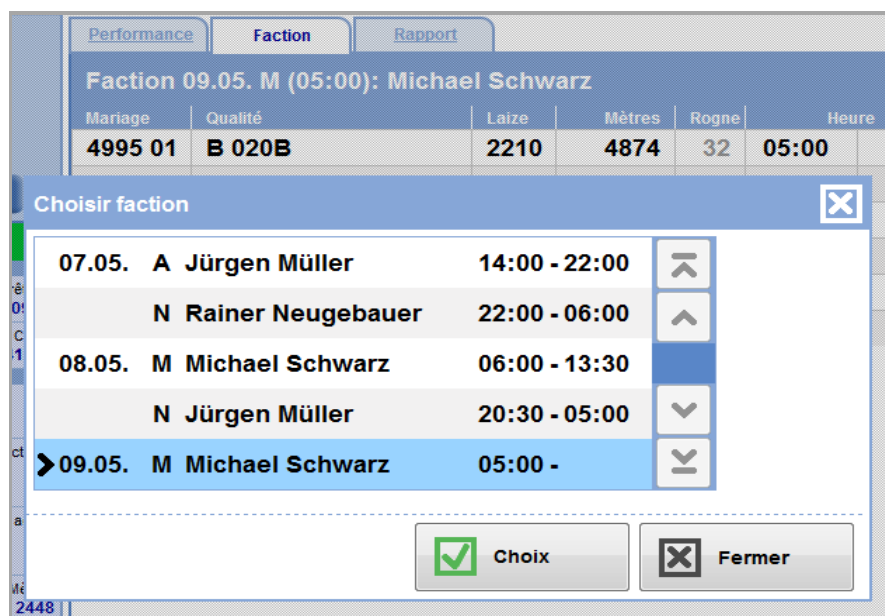 Performance Faction Rapport
Faction 09.05. M (05:00): Michael Schwarz
Mariage Qualité Laize Mètres Rogne Heure
4995 01 B 020B 2210 4874 32 05:00
Choisir faction
07.05. A Jürgen Müller 14:00 - 22:00
N Rainer Neugebauer 22:00 - 06:00
08.05. M Michael Schwarz 06:00 - 13:30
N Jürgen Müller 20:30 - 05:00
09.05. M Michael Schwarz 05:00 -
Choix Fermer
2448